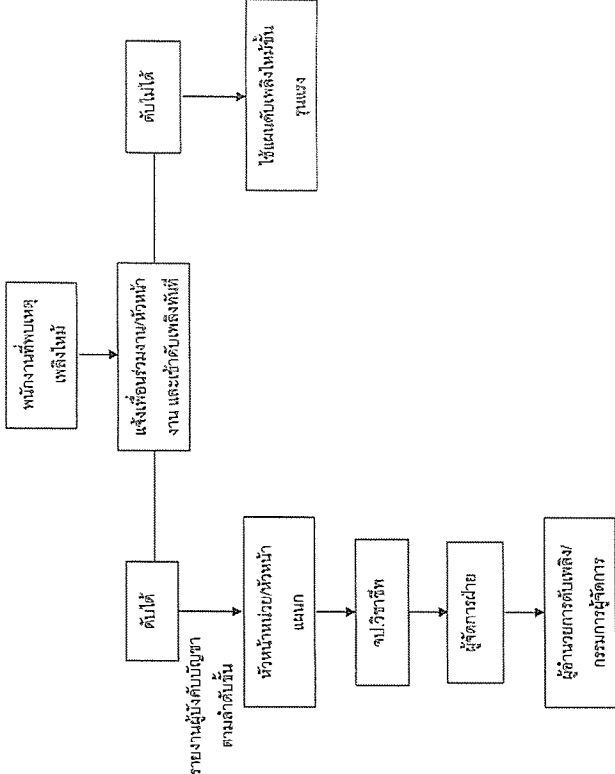 พนักงานที่พบเหตุ
เพลิงไหม้
แจ้งเพื่อนร่วมงาน/หัวหน้า
งาน และเข้าดับเพลิงทันที
ดับได้
ดับไม่ได้
รายงานผู้บังคับบัญชา
ตามลำดับชั้น
หัวหน้าหน่วย/หัวหน้า
แผนก
จป.วิชาชีพ
ผู้จัดการฝ่าย
ผู้อำนวยการดับเพลิง/
กรรมการผู้จัดการ
ใช้แผนดับเพลิงไหม้ขั้น
รุนแรง